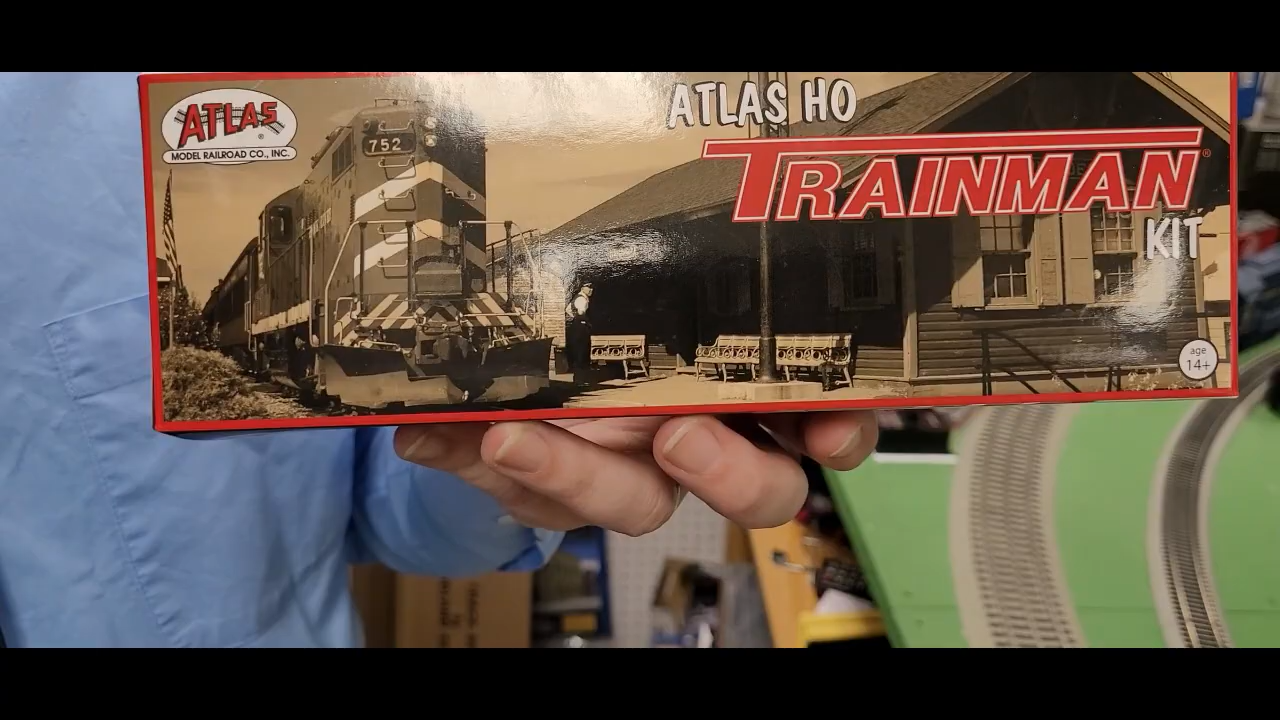 ATLAS
®
MODEL RAILROAD CO., INC.
752
ATLAS HO
TRAINMAN®
KIT
age
14+